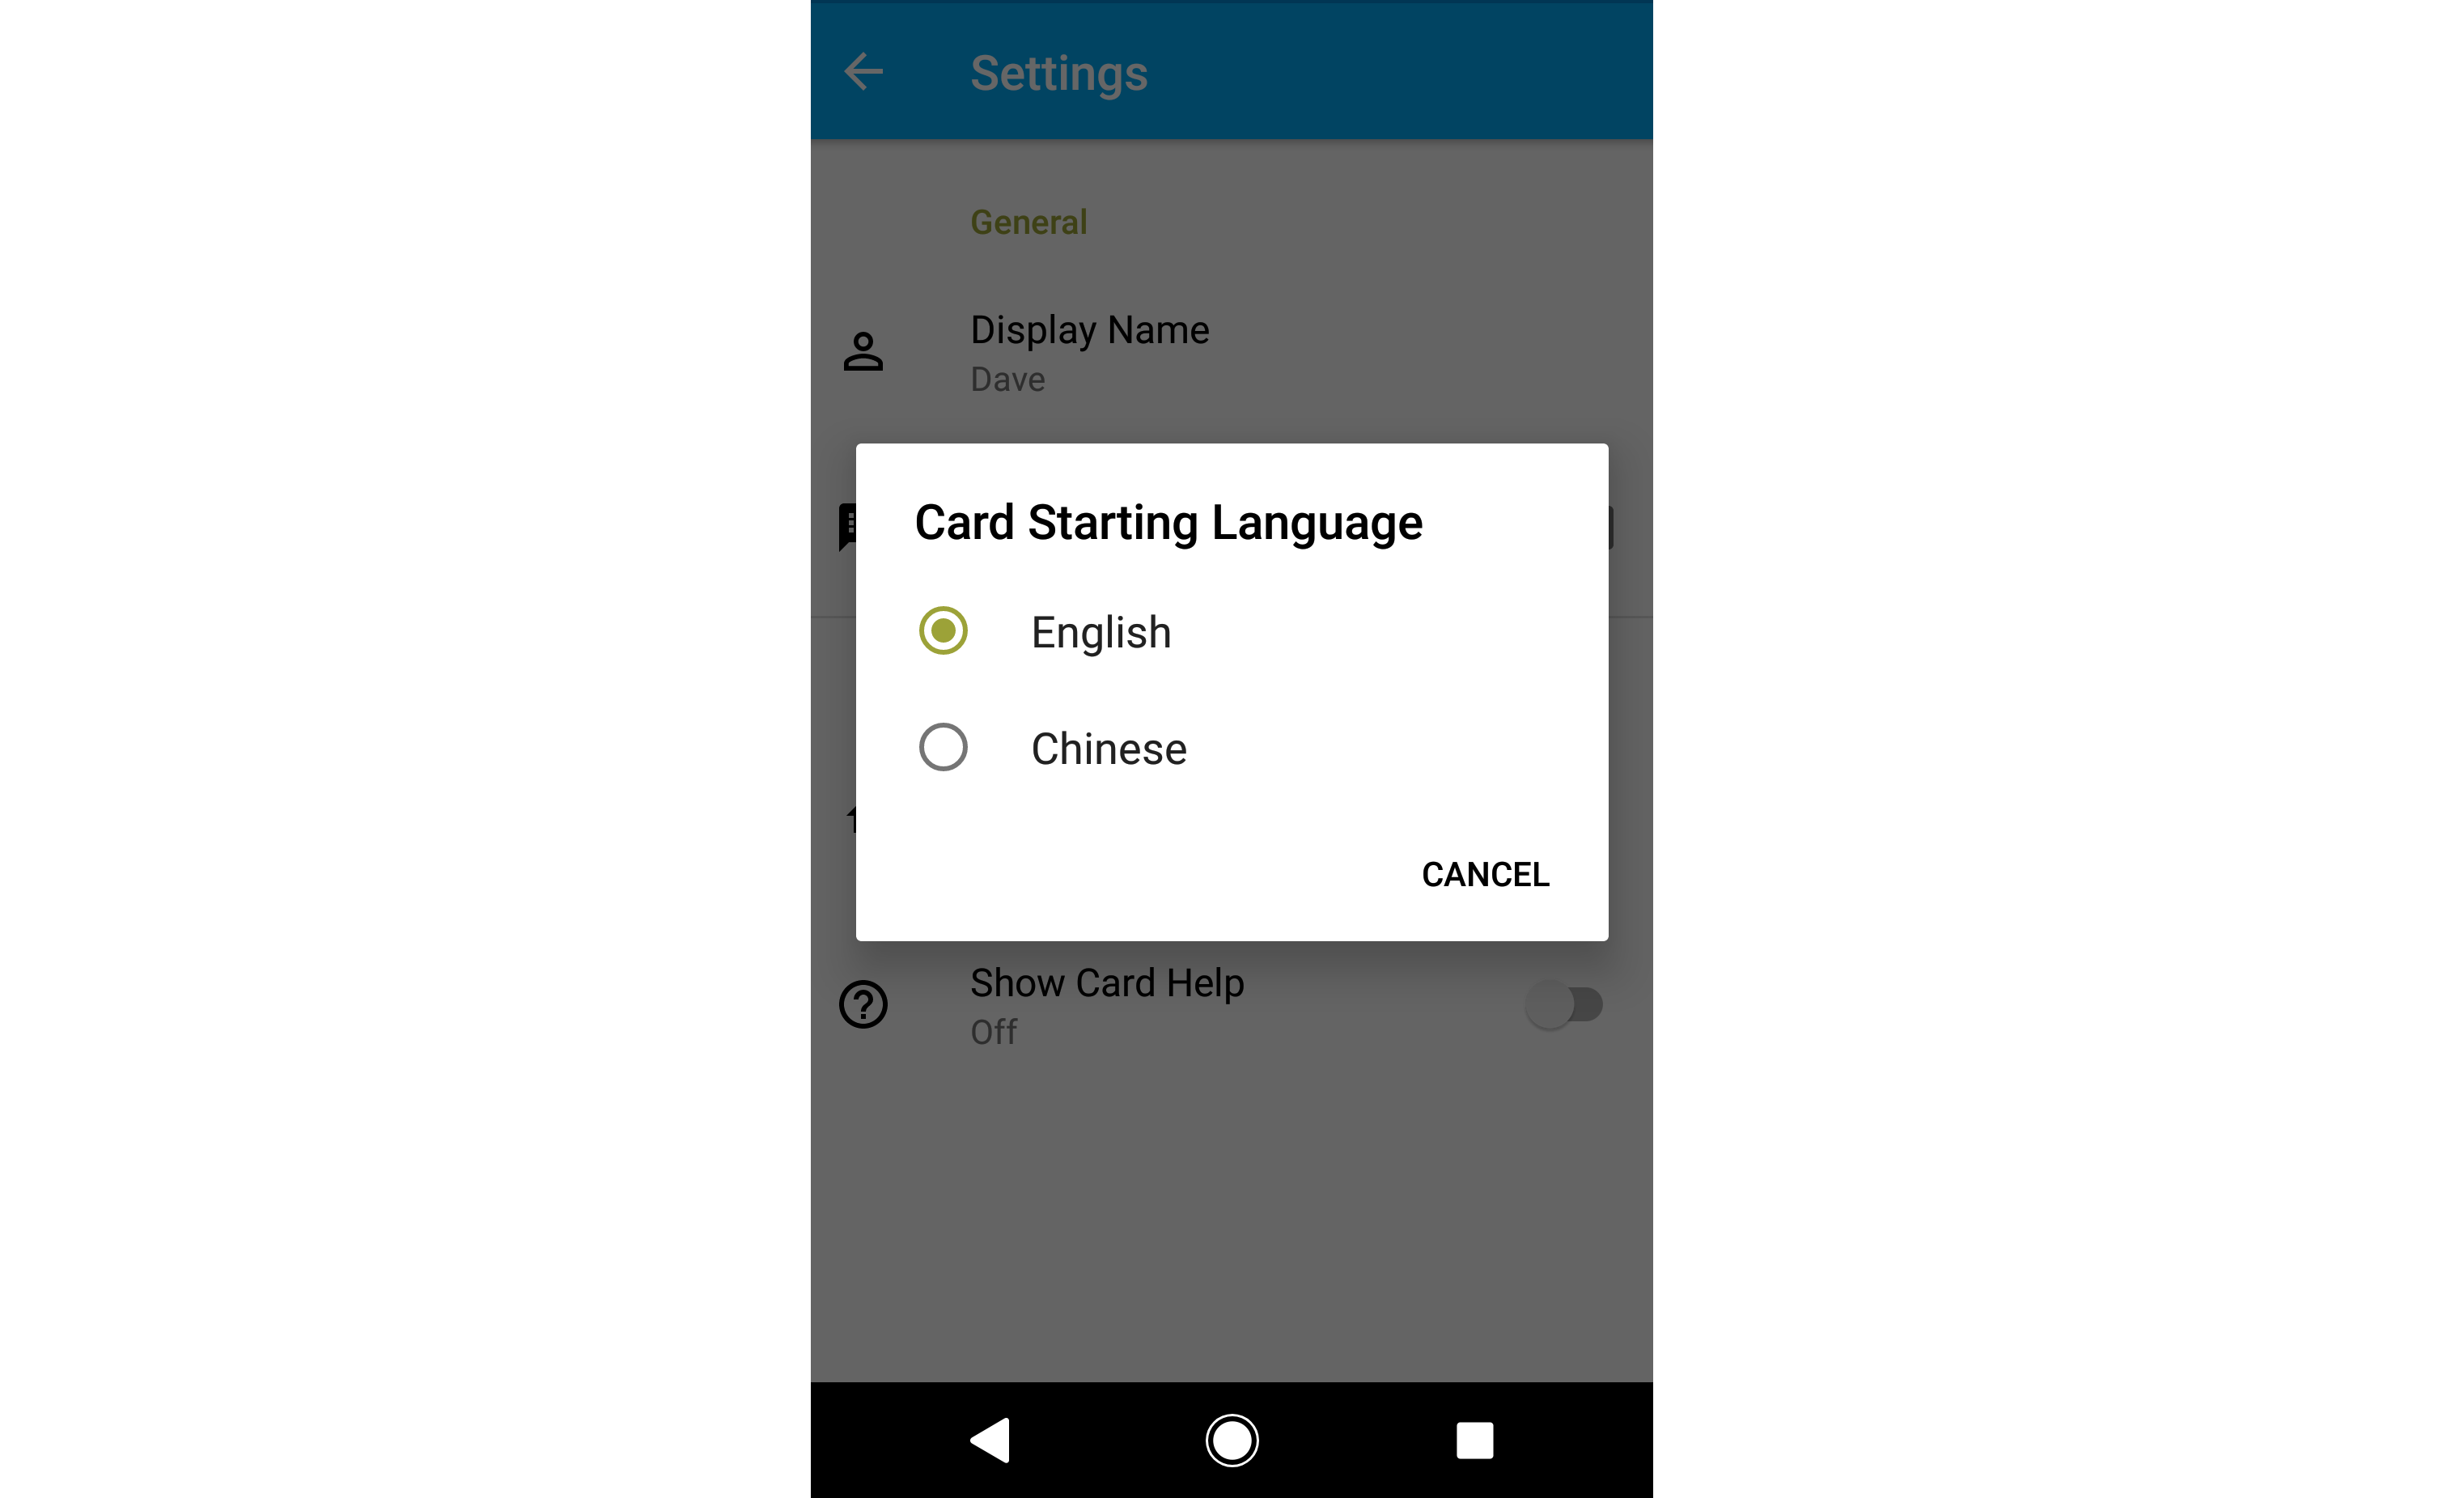 Settings
General
Display Name
Dave
Card Starting Language
English
Chinese
CANCEL
Show Card Help
Off